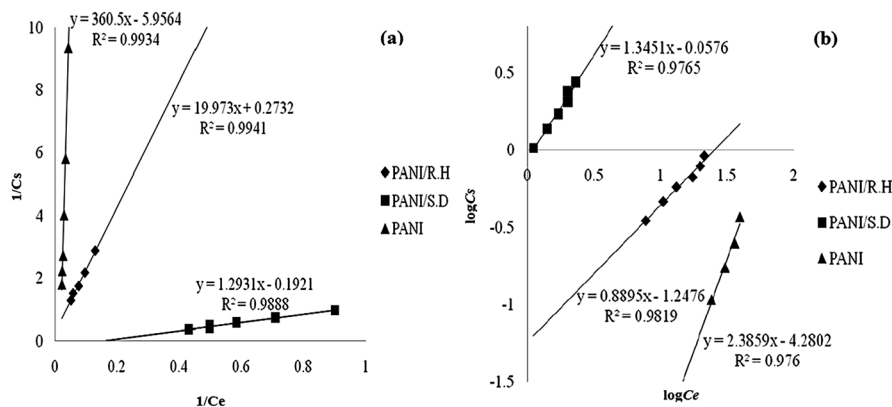 y = 360.5x - 5.9564
R² = 0.9934
(a)
10
8
6
4
2
0
1/Cs
y = 19.973x + 0.2732
R² = 0.9941
y = 1.2931x - 0.1921
R² = 0.9888
0
0.2
0.4
0.6
0.8
1
1/Ce
PANI/R.H
PANI/S.D
PANI
y = 1.3451x - 0.0576
R² = 0.9765
(b)
0.5
0
-0.5
-1
-1.5
logCs
0
0.5
1
1.5
2
y = 0.8895x - 1.2476
R² = 0.9819
y = 2.3859x - 4.2802
R² = 0.976
logCe
PANI/R.H
PANI/S.D
PANI